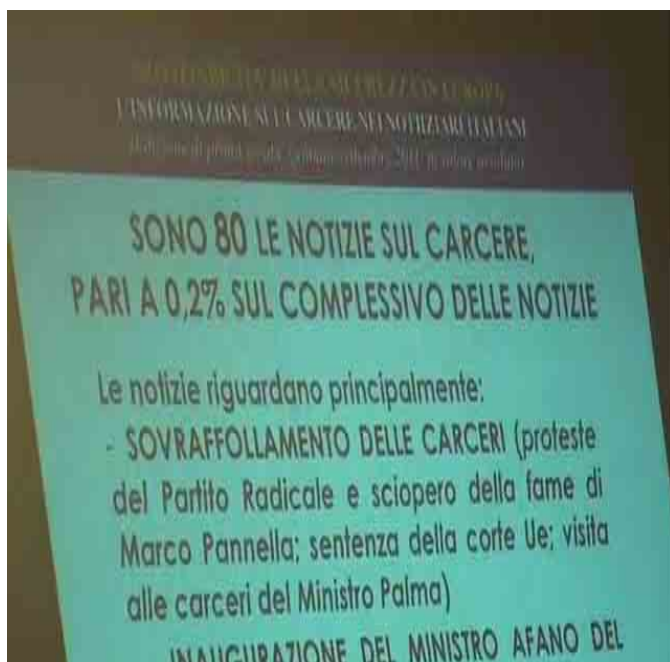 L'INFORMAZIONE SUL CARCERE NEI NOTIZIARI ITALIANI
SONO 80 LE NOTIZIE SUL CARCERE,
PARI A 0,2% SUL COMPLESSIVO DELLE NOTIZIE
Le notizie riguardano principalmente:
- SOVRAFFOLLAMENTO DELLE CARCERI (proteste
del Partito Radicale e sciopero della fame di
Marco Pannella; sentenza della corte Ue; visita
alle carceri del Ministro Palma)
INAUGURAZIONE DEL MINISTRO AFANO DEL